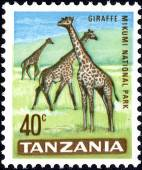 GIRAFFE
MIKUMI NATIONAL PARK
40c
TANZANIA